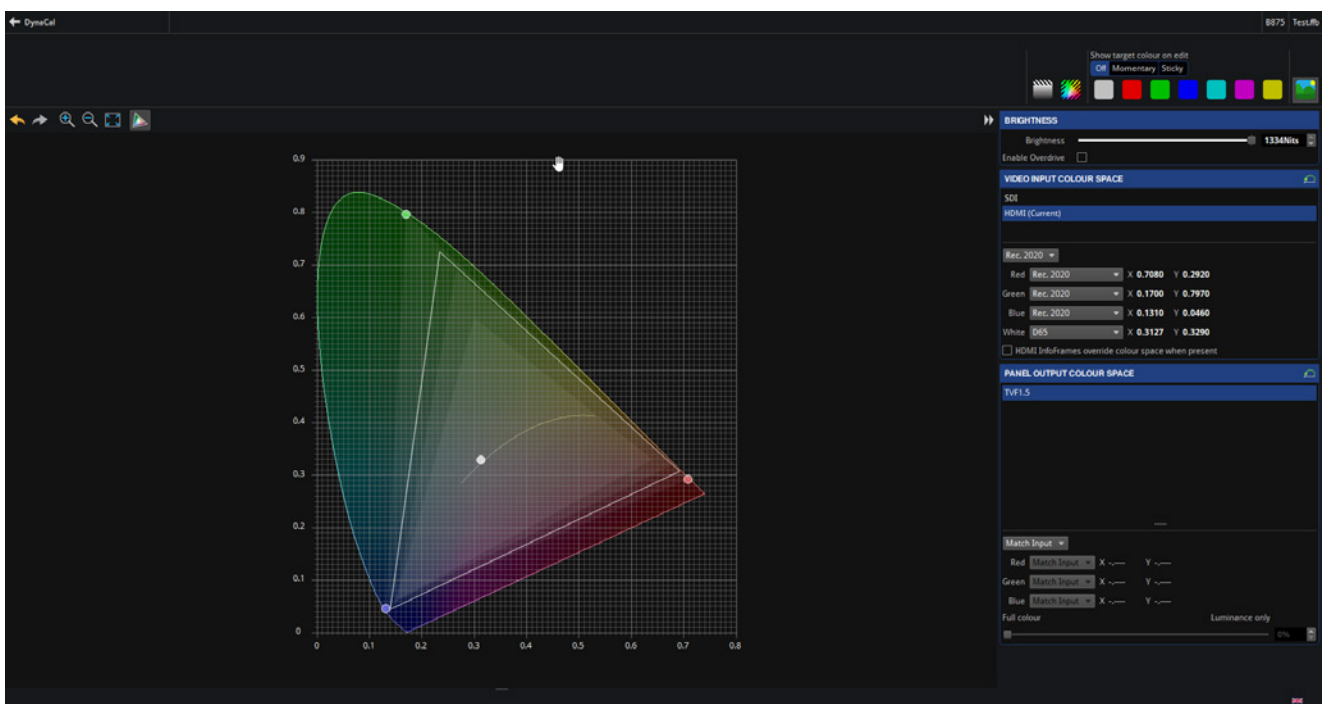 DynaCal
B875 Test.ffb
Show target colour on edit
Off Momentary Sticky
BRIGHTNESS
Brightness 1334Nits
Enable Overdrive
VIDEO INPUT COLOUR SPACE
SDI
HDMI (Current)
Rec. 2020
Red Rec. 2020 X 0.7080 Y 0.2920
Green Rec. 2020 X 0.1700 Y 0.7970
Blue Rec. 2020 X 0.1310 Y 0.0460
White D65 X 0.3127 Y 0.3290
HDMI InfoFrames override colour space when present
PANEL OUTPUT COLOUR SPACE
TVF1.5
Match Input
Red Match Input X -.---- Y -.----
Green Match Input X -.---- Y -.----
Blue Match Input X -.---- Y -.----
Full colour Luminance only
0%
0.9
0.8
0.7
0.6
0.5
0.4
0.3
0.2
0.1
0
0 0.1 0.2 0.3 0.4 0.5 0.6 0.7 0.8